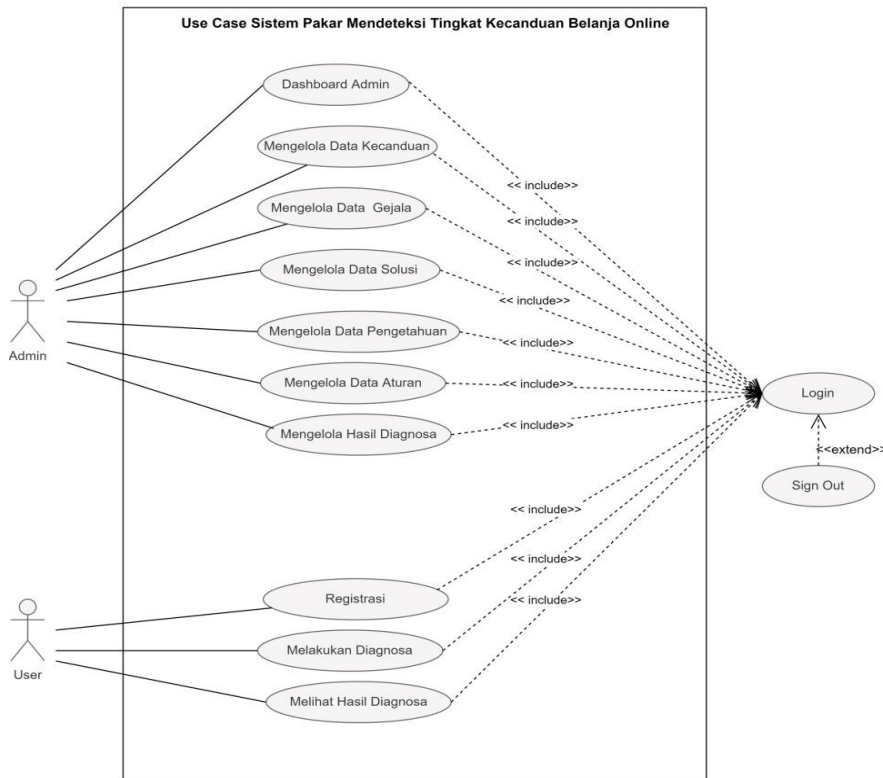 Use Case Sistem Pakar Mendeteksi Tingkat Kecanduan Belanja Online
Dashboard Admin
Mengelola Data Kecanduan
<< include>>
Mengelola Data  Gejala
<< include>>
Mengelola Data Solusi
<< include>>
<< include>>
Mengelola Data Pengetahuan
<< include>>
Admin
Mengelola Data Aturan
<< include>>
Login
Mengelola Hasil Diagnosa
<< include>>
<<extend>>
Sign Out
<< include>>
Registrasi
<< include>>
<< include>>
User
Melakukan Diagnosa
Melihat Hasil Diagnosa